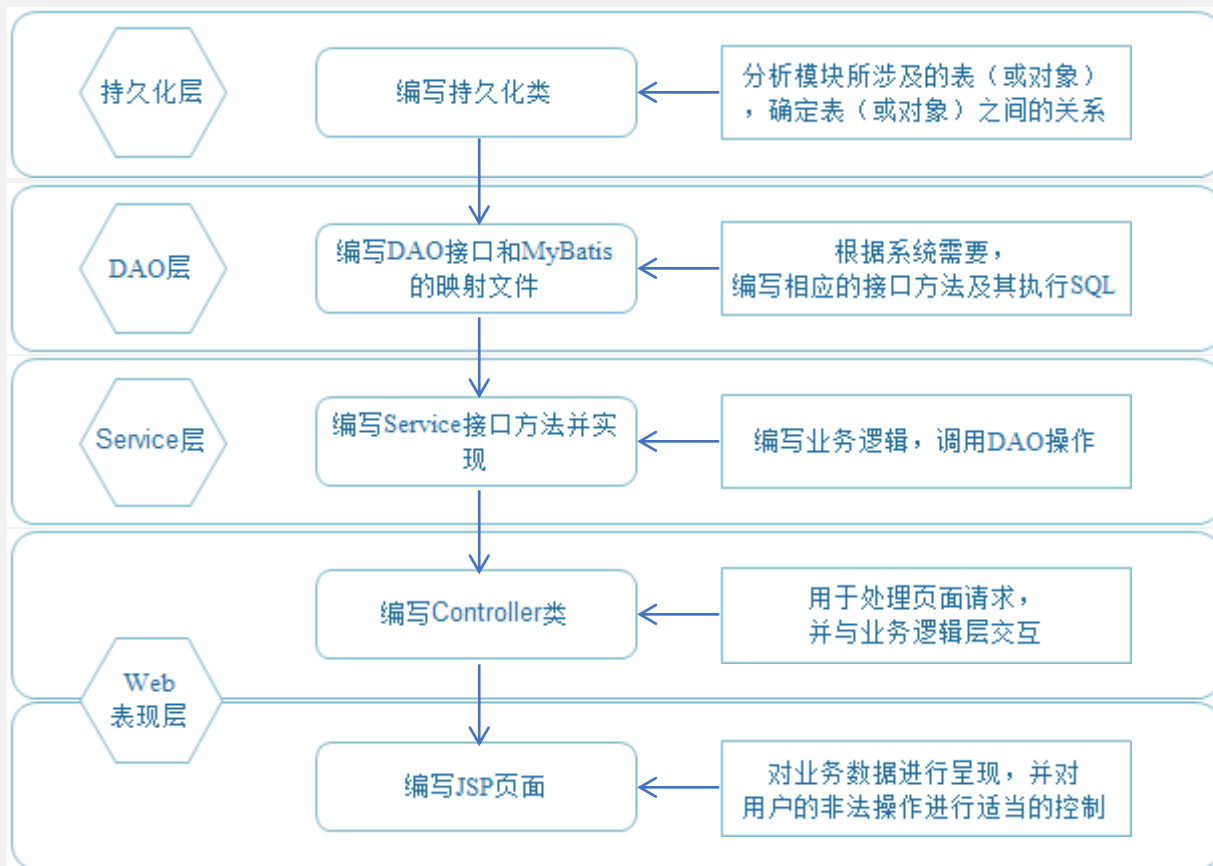 持久化层
编写持久化类
分析模块所涉及的表（或对象）
，确定表（或对象）之间的关系
DAO层
编写DAO接口和MyBatis
的映射文件
根据系统需要，
编写相应的接口方法及其执行SQL
Service层
编写Service接口方法并实
现
编写业务逻辑，调用DAO操作
Web
表现层
编写Controller类
用于处理页面请求，
并与业务逻辑层交互
编写JSP页面
对业务数据进行呈现，并对
用户的非法操作进行适当的控制